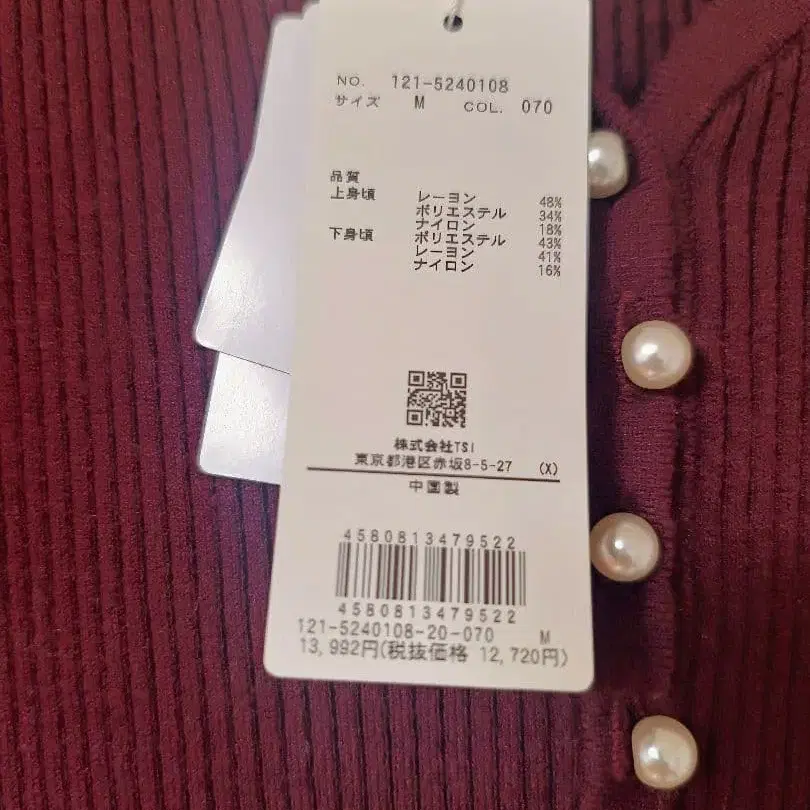 NO. 121-5240108
サイズ M COL. 070
品質
上身頃 レーヨン 48%
ポリエステル 34%
ナイロン 18%
下身頃 ポリエステル 43%
レーヨン 41%
ナイロン 16%
株式会社TSI
東京都港区赤坂8-5-27 (X)
中国製
4580813479522
4580813479522
121-5240108-20-070 M
13,992円(税抜価格 12,720円)